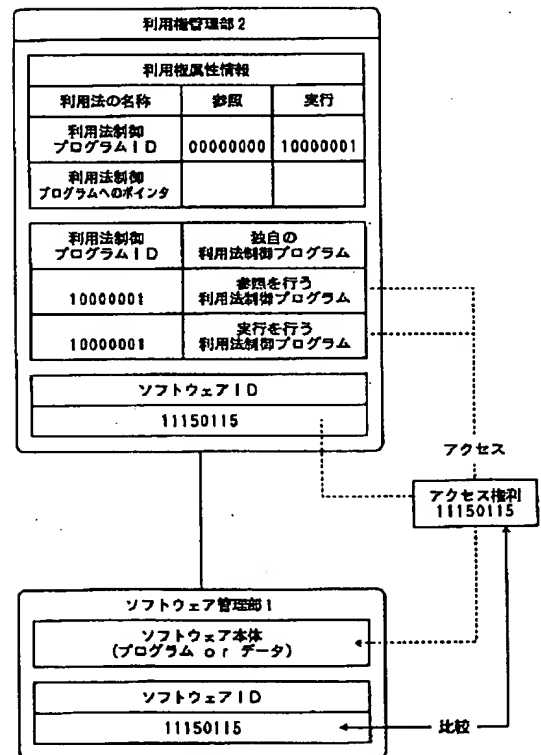 利用権管理部2
利用権属性情報
利用法の名称 参照 実行
利用法制御
プログラムID 00000000 10000001
利用法制御
プログラムへのポインタ
利用法制御 独自の
プログラムID 利用法制御プログラム
参照を行う
10000001 利用法制御プログラム
実行を行う
10000001 利用法制御プログラム
ソフトウェアID
11150115
アクセス
アクセス権利
11150115
ソフトウェア管理部1
ソフトウェア本体
(プログラム or データ)
ソフトウェアID
11150115
比較